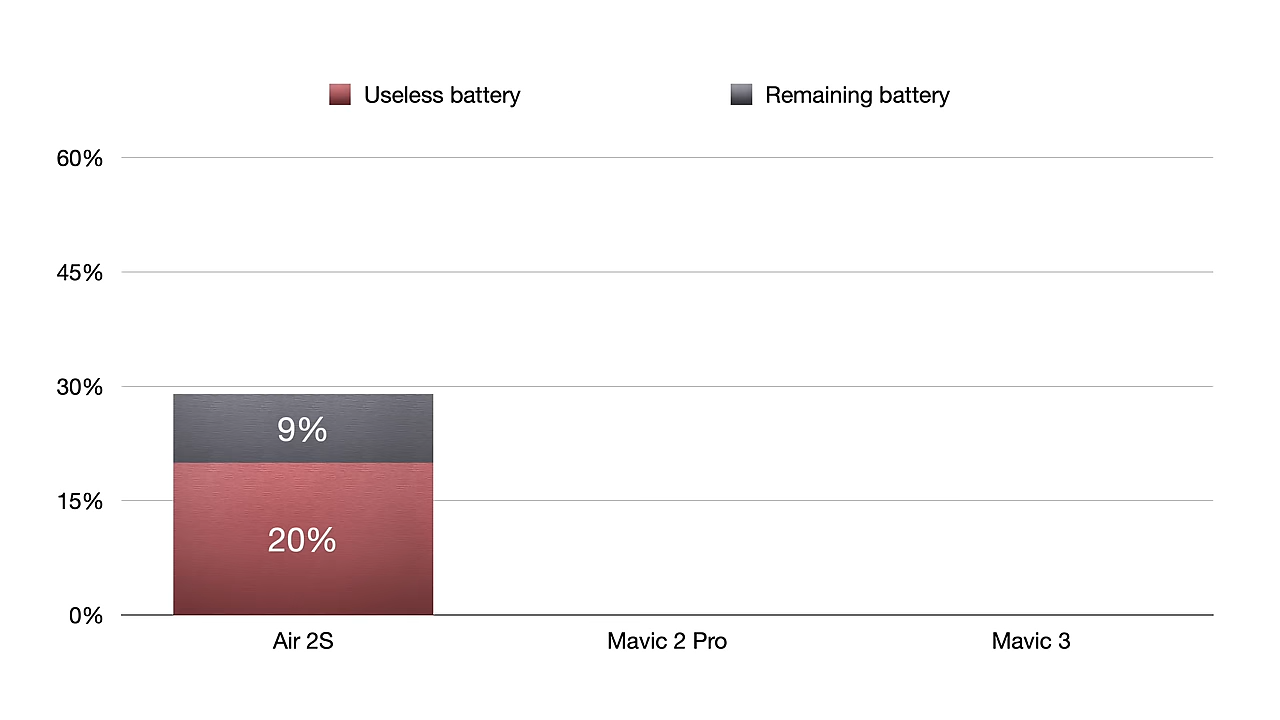 Useless battery
Remaining battery
60%
45%
30%
15%
0%
9%
20%
Air 2S
Mavic 2 Pro
Mavic 3